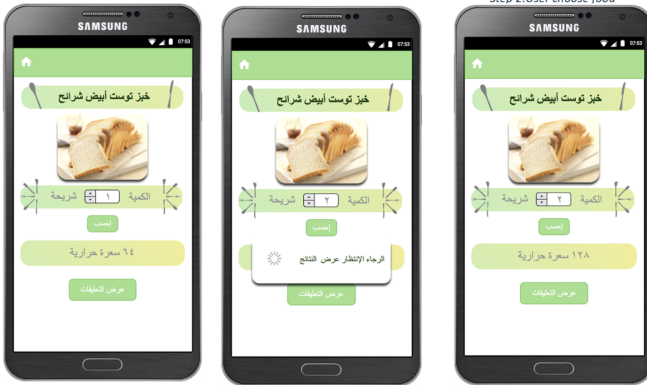 Step 2:User choose food
SAMSUNG
07:53
خبز توست أبيض شرائح
الكمية ١ شريحة
إحسب
٦٤ سعرة حرارية
عرض التعليقات
SAMSUNG
07:53
خبز توست أبيض شرائح
الكمية ٢ شريحة
إحسب
الرجاء الإنتظار عرض النتائج
عرض التعليقات
SAMSUNG
07:53
خبز توست أبيض شرائح
الكمية ٢ شريحة
إحسب
١٢٨ سعرة حرارية
عرض التعليقات